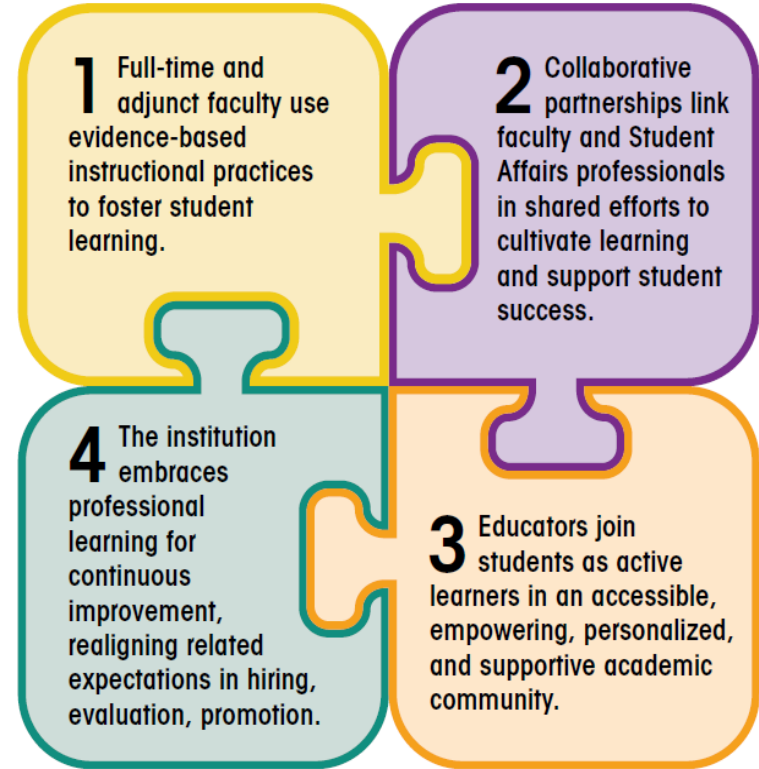 1 Full-time and
adjunct faculty use
evidence-based
instructional practices
to foster student
learning.
2 Collaborative
partnerships link
faculty and Student
Affairs professionals
in shared efforts to
cultivate learning
and support student
success.
3 Educators join
students as active
learners in an accessible,
empowering, personalized,
and supportive academic
community.
4 The institution
embraces
professional
learning for
continuous
improvement,
realigning related
expectations in hiring,
evaluation, promotion.